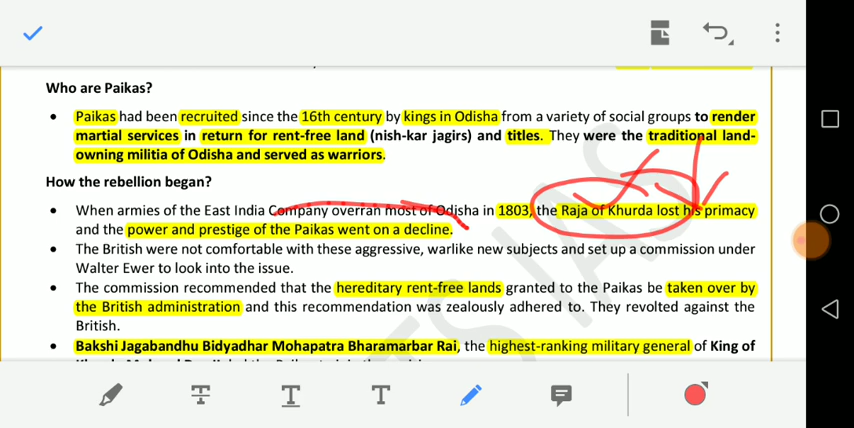 Who are Paikas?
• Paikas had been recruited since the 16th century by kings in Odisha from a variety of social groups to render
martial services in return for rent-free land (nish-kar jagirs) and titles. They were the traditional land-
owning militia of Odisha and served as warriors.
How the rebellion began?
• When armies of the East India Company overran most of Odisha in 1803, the Raja of Khurda lost his primacy
and the power and prestige of the Paikas went on a decline.
• The British were not comfortable with these aggressive, warlike new subjects and set up a commission under
Walter Ewer to look into the issue.
• The commission recommended that the hereditary rent-free lands granted to the Paikas be taken over by
the British administration and this recommendation was zealously adhered to. They revolted against the
British.
• Bakshi Jagabandhu Bidyadhar Mohapatra Bharamarbar Rai, the highest-ranking military general of King of
TS IAS
T T T